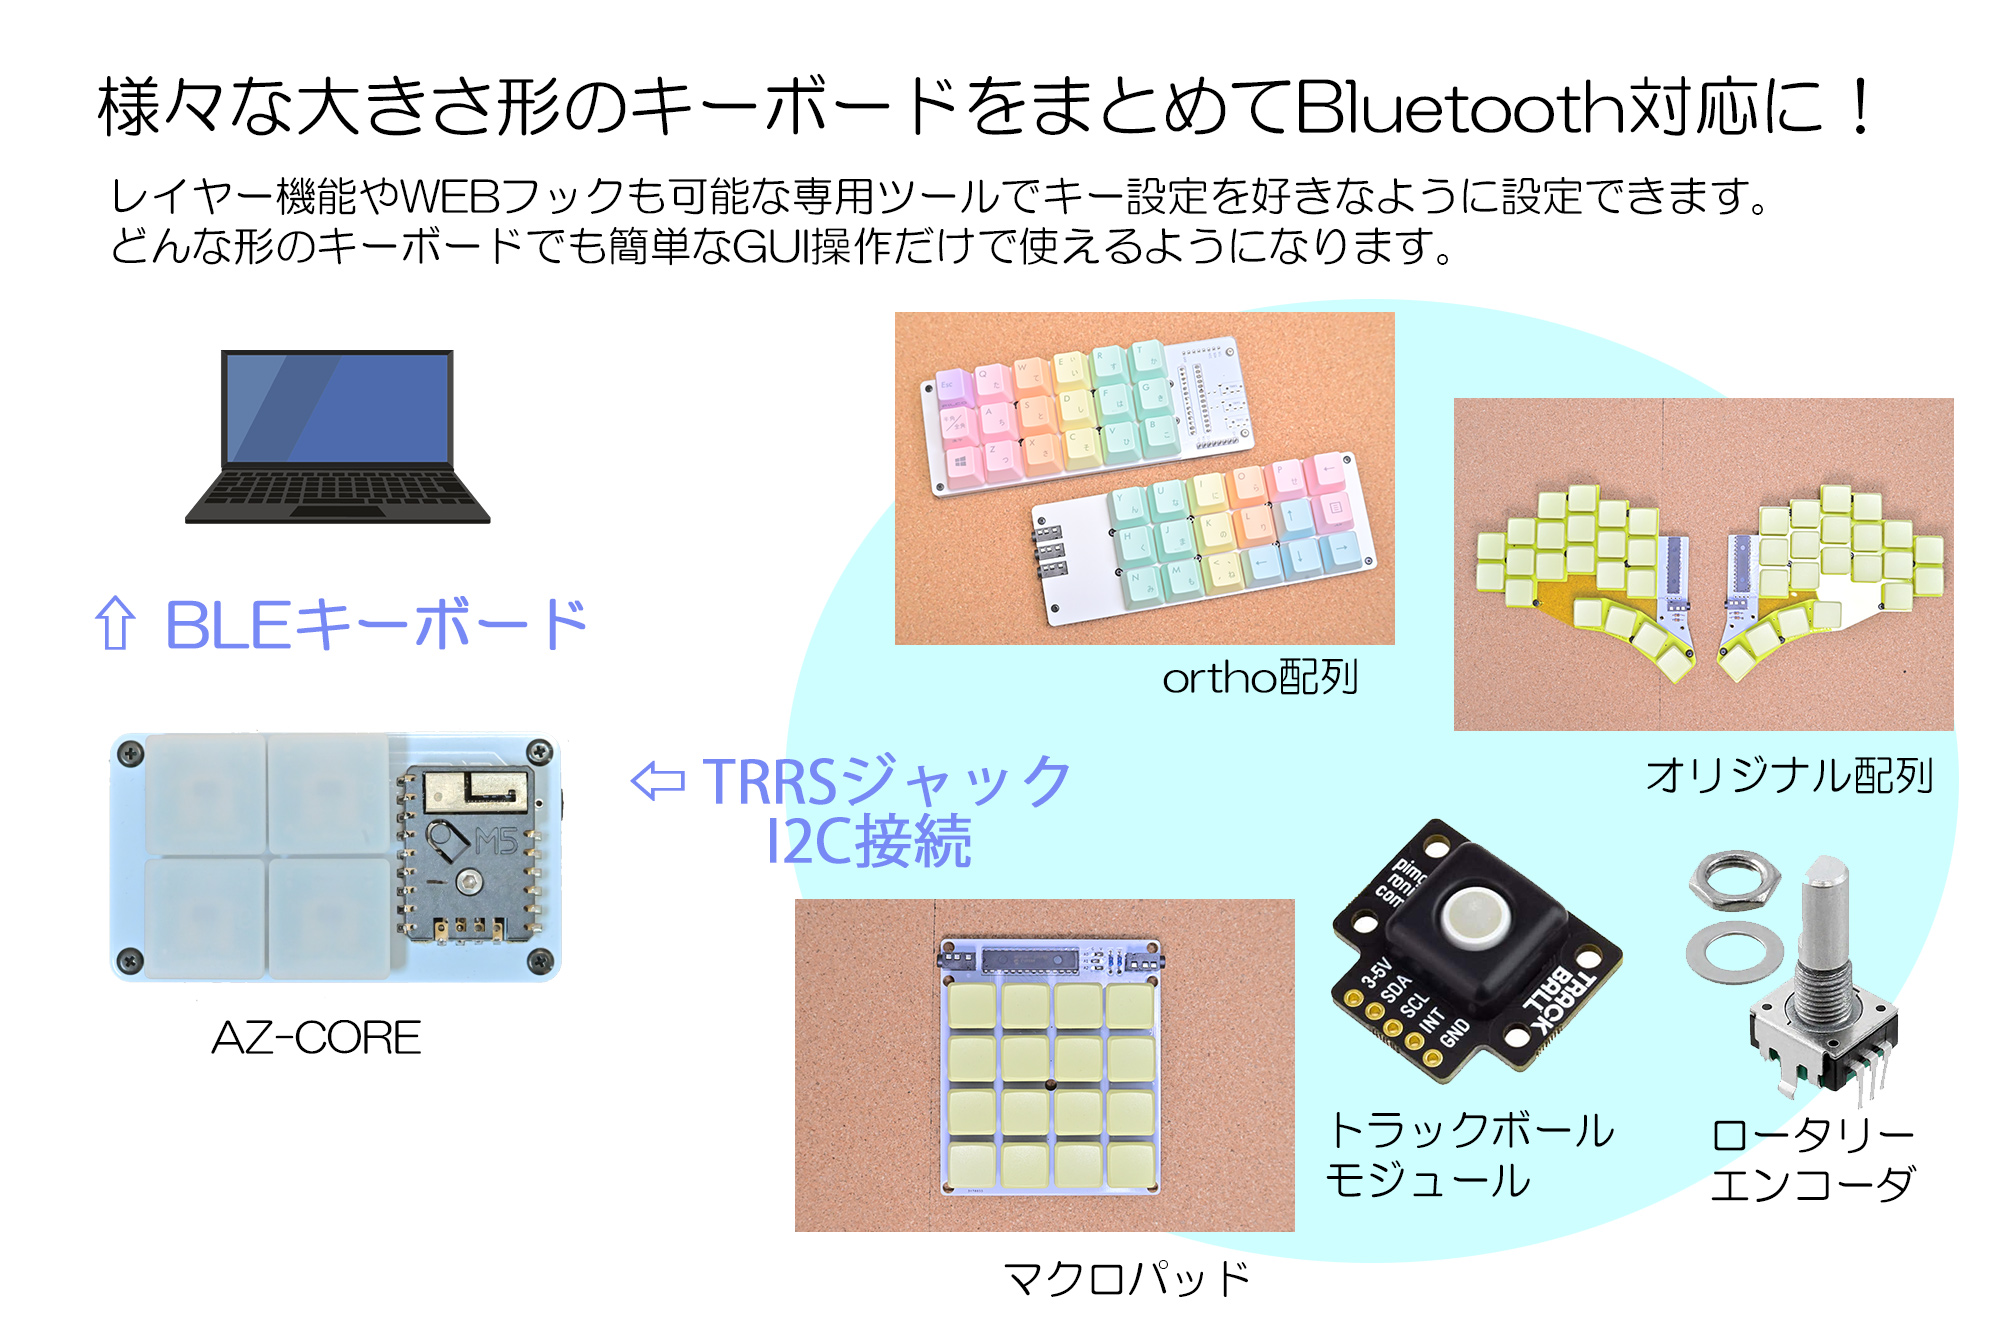 様々な大きさ形のキーボードをまとめてBluetooth対応に！
レイヤー機能やWEBフックも可能な専用ツールでキー設定を好きなように設定できます。
どんな形のキーボードでも簡単なGUI操作だけで使えるようになります。
⇧ BLEキーボード
M5
AZ-CORE
⇦ TRRSジャック
I2C接続
Esc Q W E R T
A S D F G
Z X C V B
Y U I O P ←
H J K L ↑
N M ← ↓ →
ortho配列
オリジナル配列
マクロパッド
pimo
roni
com
TRACK
BALL
3-5V
SDA
SCL
INT
GND
トラックボール
モジュール
ロータリー
エンコーダ